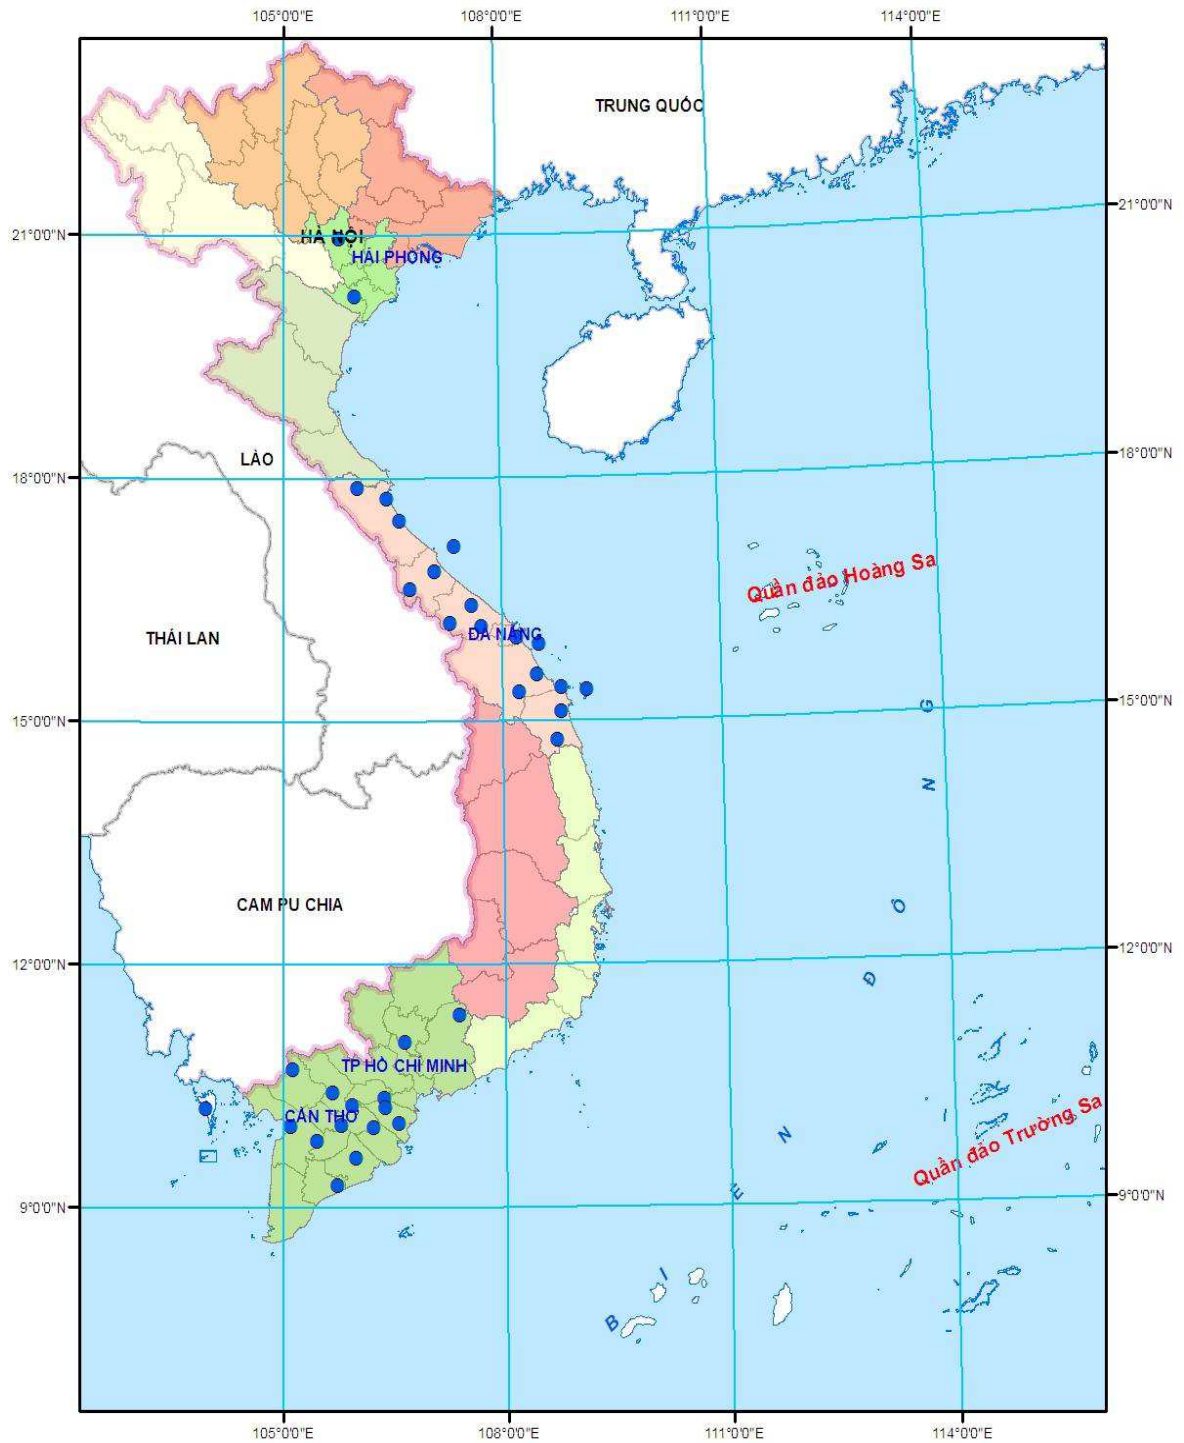 105°0'0"E
108°0'0"E
111°0'0"E
114°0'0"E
TRUNG QUỐC
21°0'0"N
21°0'0"N
HÀ NỘI
HẢI PHÒNG
LÀO
18°0'0"N
18°0'0"N
Quần đảo Hoàng Sa
THÁI LAN
ĐÀ NẴNG
15°0'0"N
15°0'0"N
CAM PU CHIA
12°0'0"N
12°0'0"N
TP HỒ CHÍ MINH
CẦN THƠ
Quần đảo Trường Sa
9°0'0"N
9°0'0"N
B I E N Đ Ô N G
105°0'0"E
108°0'0"E
111°0'0"E
114°0'0"E